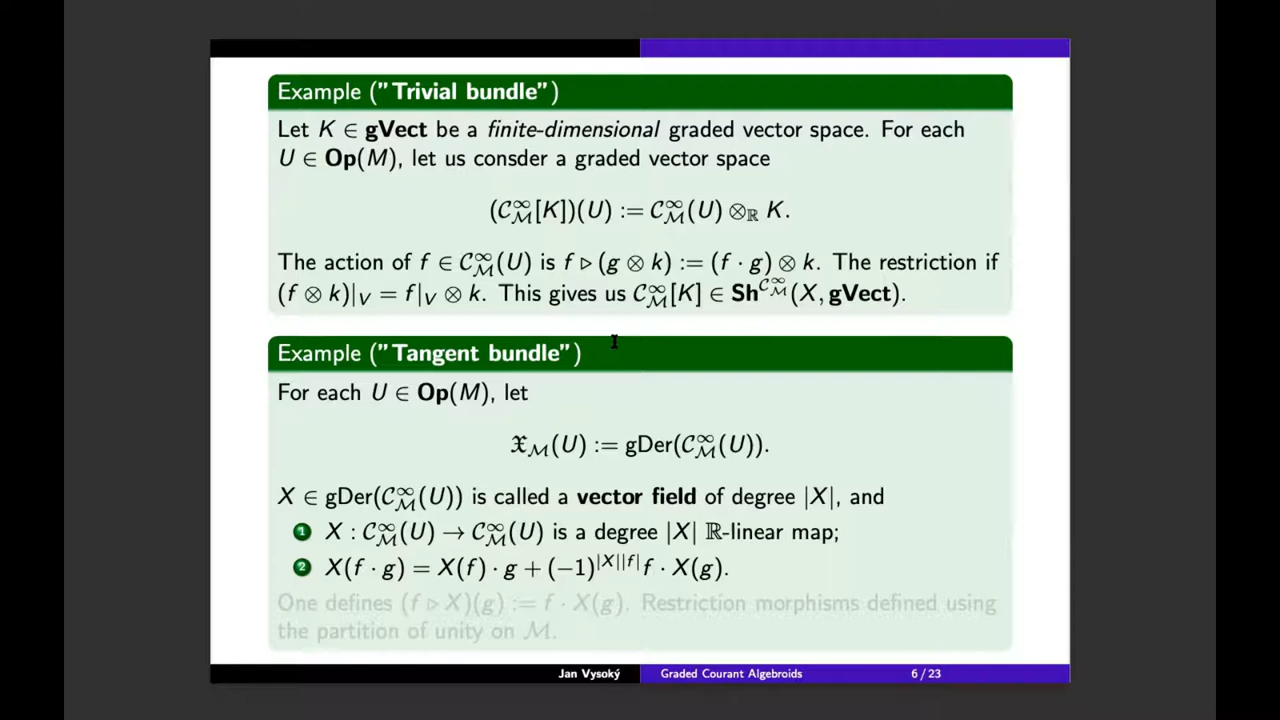 Example ("Trivial bundle")
Let K ∈ gVect be a finite-dimensional graded vector space. For each
U ∈ Op(M), let us consder a graded vector space
(𝒞^∞_ℳ[K])(U) := 𝒞^∞_ℳ(U) ⊗_ℝ K.
The action of f ∈ 𝒞^∞_ℳ(U) is f ▹ (g ⊗ k) := (f · g) ⊗ k. The restriction if
(f ⊗ k)|_V = f|_V ⊗ k. This gives us 𝒞^∞_ℳ[K] ∈ Sh^{𝒞^∞_ℳ}(X, gVect).
Example ("Tangent bundle")
For each U ∈ Op(M), let
𝔛_ℳ(U) := gDer(𝒞^∞_ℳ(U)).
X ∈ gDer(𝒞^∞_ℳ(U)) is called a vector field of degree |X|, and
1 X : 𝒞^∞_ℳ(U) → 𝒞^∞_ℳ(U) is a degree |X| ℝ-linear map;
2 X(f · g) = X(f) · g + (−1)^{|X||f|} f · X(g).
One defines (f ▹ X)(g) := f · X(g). Restriction morphisms defined using
the partition of unity on ℳ.
Jan Vysoký Graded Courant Algebroids 6 / 23